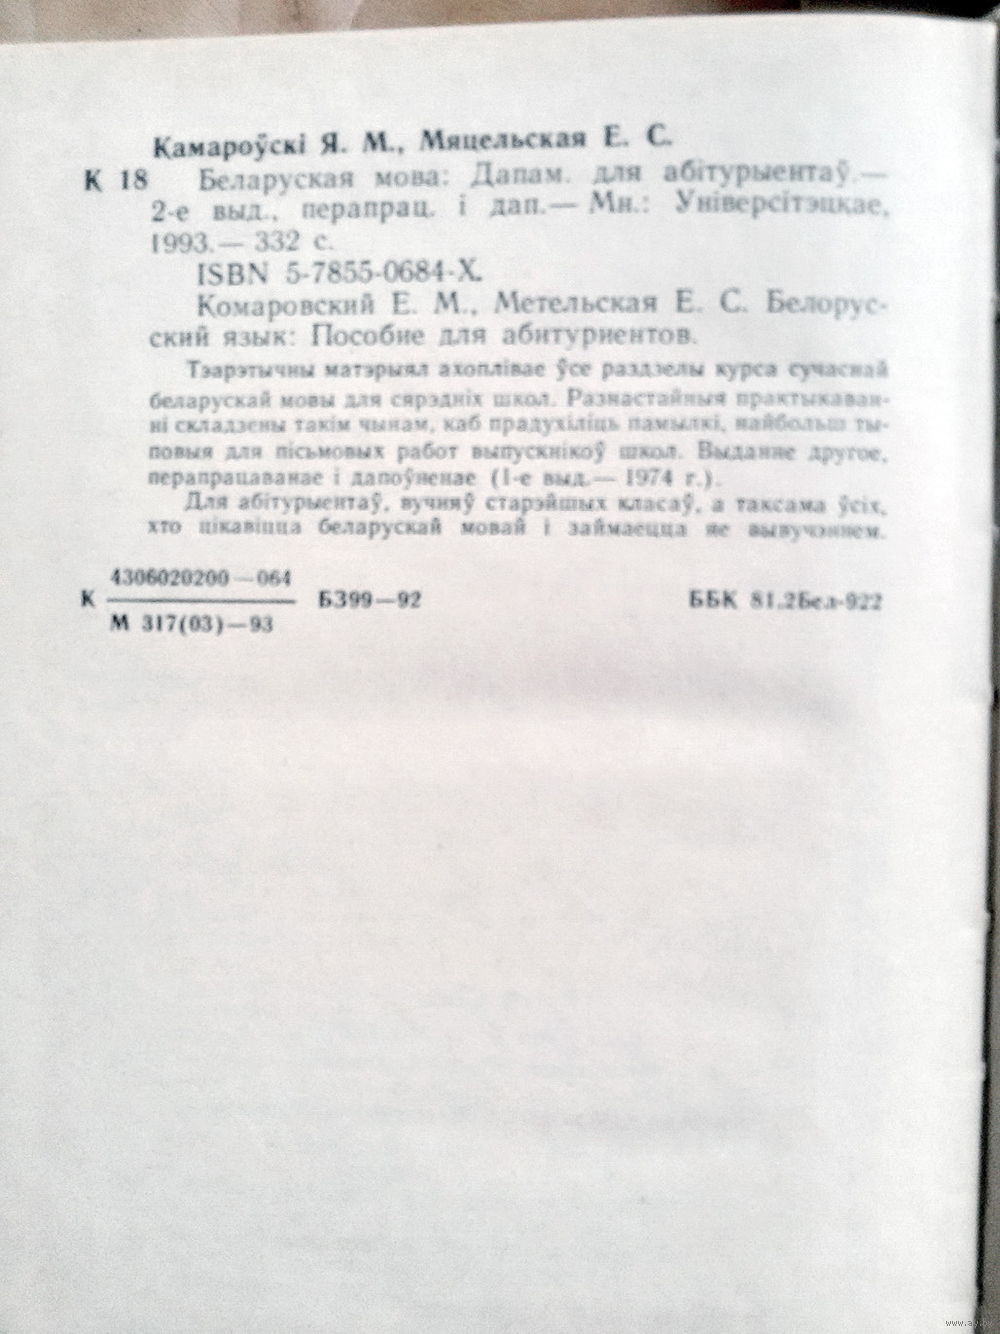 Камароўскі Я. М., Мяцельская Е. С.
К 18 Беларуская мова: Дапам. для абітурыентаў.—
2-е выд., перапрац. і дап.— Мн.: Універсітэцкае,
1993.— 332 с.
ISBN 5-7855-0684-X.
Комаровский Е. М., Метельская Е. С. Белорус-
ский язык: Пособие для абитуриентов.
Тэарэтычны матэрыял ахоплівае ўсе раздзелы курса сучаснай
беларускай мовы для сярэдніх школ. Разнастайныя практыкаван-
ні складзены такім чынам, каб прадухіліць памылкі, найбольш ты-
повыя для пісьмовых работ выпускнікоў школ. Выданне другое,
перапрацаванае і дапоўненае (1-е выд.— 1974 г.).
Для абітурыентаў, вучняў старэйшых класаў, а таксама ўсіх,
хто цікавіцца беларускай мовай і займаецца яе вывучэннем.
4306020200—064
К Б399—92 ББК 81.2Бел-922
М 317(03)—93